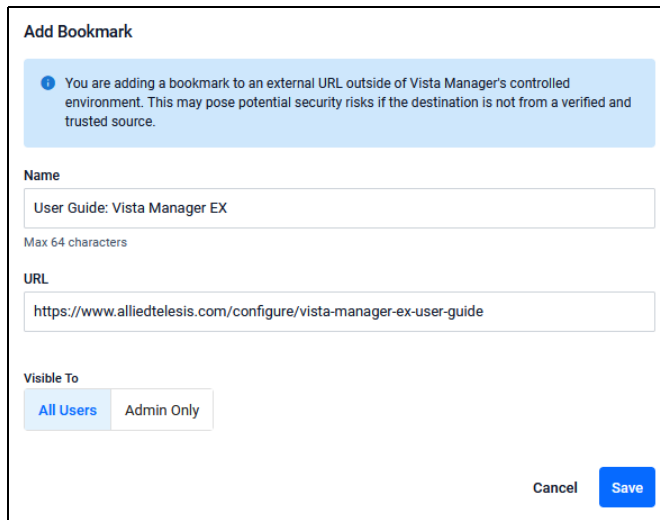 Add Bookmark
You are adding a bookmark to an external URL outside of Vista Manager's controlled
environment. This may pose potential security risks if the destination is not from a verified and
trusted source.
Name
User Guide: Vista Manager EX
Max 64 characters
URL
https://www.alliedtelesis.com/configure/vista-manager-ex-user-guide
Visible To
All Users Admin Only
Cancel Save